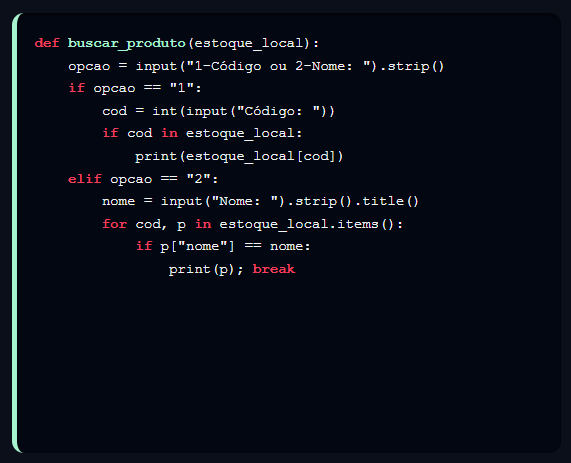 def buscar_produto(estoque_local):
    opcao = input("1-Código ou 2-Nome: ").strip()
    if opcao == "1":
        cod = int(input("Código: "))
        if cod in estoque_local:
            print(estoque_local[cod])
    elif opcao == "2":
        nome = input("Nome: ").strip().title()
        for cod, p in estoque_local.items():
            if p["nome"] == nome:
                print(p); break